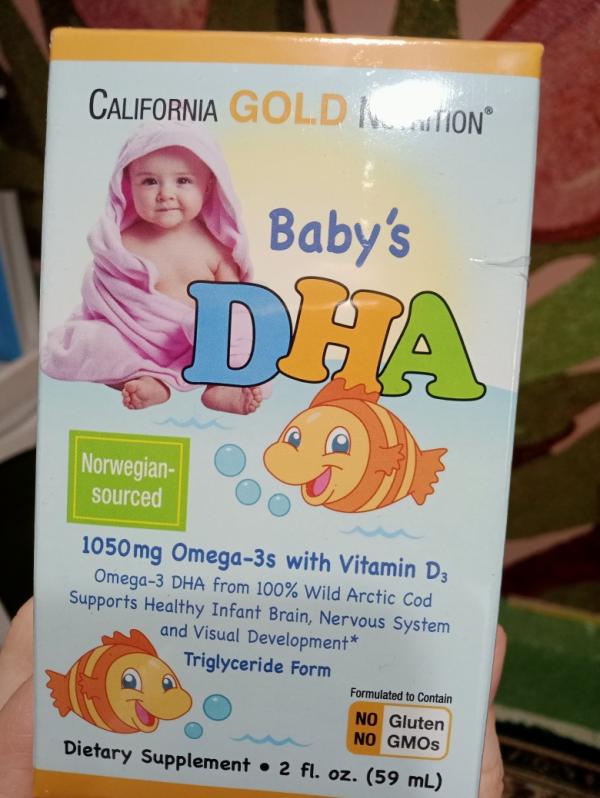 CALIFORNIA GOLD NUTRITION®
Baby's
DHA
Norwegian-
sourced
1050mg Omega-3s with Vitamin D₃
Omega-3 DHA from 100% Wild Arctic Cod
Supports Healthy Infant Brain, Nervous System
and Visual Development*
Triglyceride Form
Formulated to Contain
NO Gluten
NO GMOs
Dietary Supplement • 2 fl. oz. (59 mL)